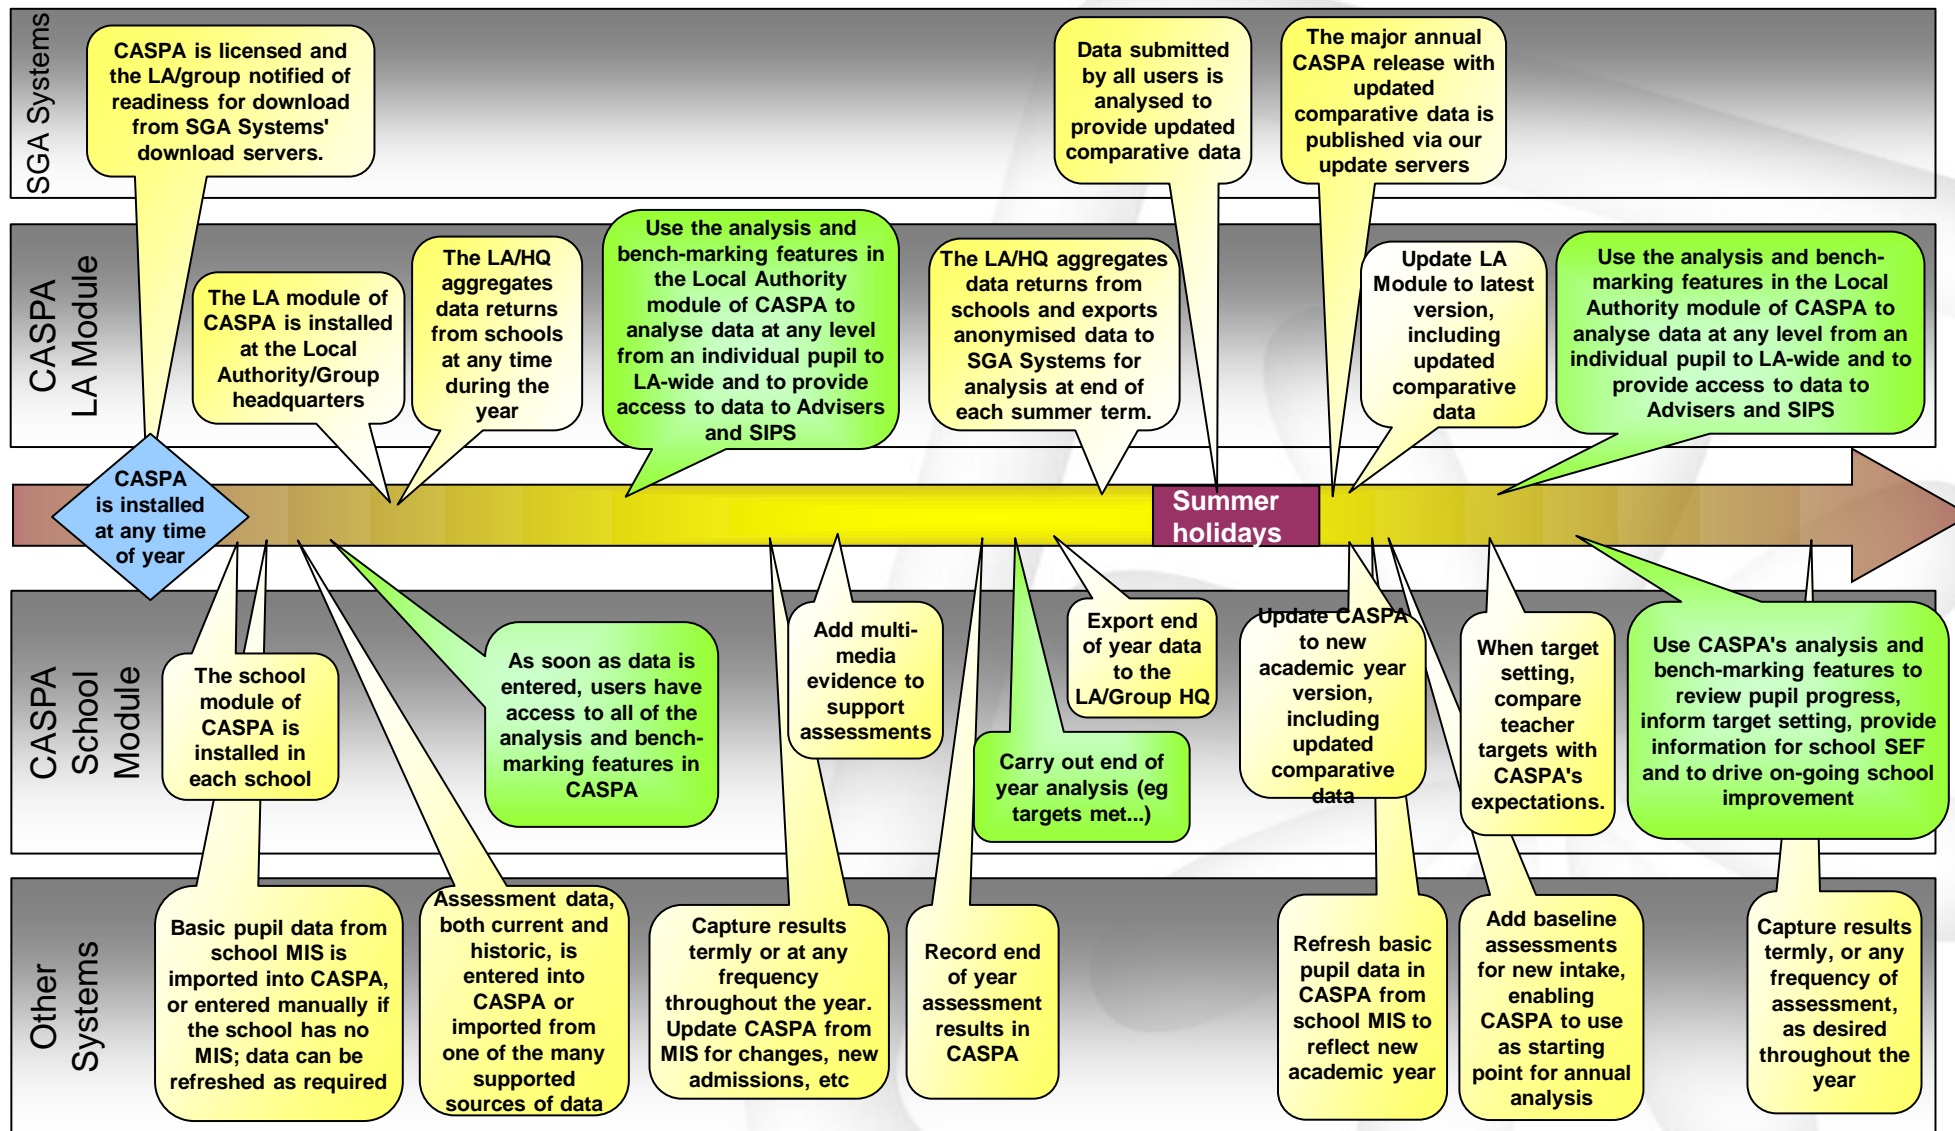 SGA Systems
CASPA is licensed and
the LA/group notified of
readiness for download
from SGA Systems'
download servers.
Data submitted
by all users is
analysed to
provide updated
comparative data
The major annual
CASPA release with
updated
comparative data is
published via our
update servers
CASPA
LA Module
The LA module of
CASPA is installed
at the Local
Authority/Group
headquarters
The LA/HQ
aggregates
data returns
from schools
at any time
during the
year
Use the analysis and
bench-marking features in
the Local Authority
module of CASPA to
analyse data at any level
from an individual pupil to
LA-wide and to provide
access to data to Advisers
and SIPS
The LA/HQ aggregates
data returns from
schools and exports
anonymised data to
SGA Systems for
analysis at end of
each summer term.
Update LA
Module to latest
version,
including
updated
comparative
data
Use the analysis and bench-
marking features in the Local
Authority module of CASPA to
analyse data at any level from an
individual pupil to LA-wide and to
provide access to data to
Advisers and SIPS
CASPA
is installed
at any time
of year
Summer
holidays
CASPA
School
Module
The school
module of
CASPA is
installed in
each school
As soon as data is
entered, users have
access to all of the
analysis and bench-
marking features in
CASPA
Add multi-
media
evidence to
support
assessments
Carry out end of
year analysis (eg
targets met...)
Export end
of year data
to the
LA/Group HQ
Update CASPA
to new
academic year
version,
including
updated
comparative
data
When target
setting,
compare
teacher
targets with
CASPA's
expectations.
Use CASPA's analysis and
bench-marking features to
review pupil progress,
inform target setting, provide
information for school SEF
and to drive on-going school
improvement
Other
Systems
Basic pupil data from
school MIS is
imported into CASPA,
or entered manually if
the school has no
MIS; data can be
refreshed as required
Assessment data,
both current and
historic, is
entered into
CASPA or
imported from
one of the many
supported
sources of data
Capture results
termly or at any
frequency
throughout the year.
Update CASPA from
MIS for changes, new
admissions, etc
Record end
of year
assessment
results in
CASPA
Refresh basic
pupil data in
CASPA from
school MIS to
reflect new
academic year
Add baseline
assessments
for new intake,
enabling
CASPA to use
as starting
point for annual
analysis
Capture results
termly, or any
frequency of
assessment,
as desired
throughout the
year